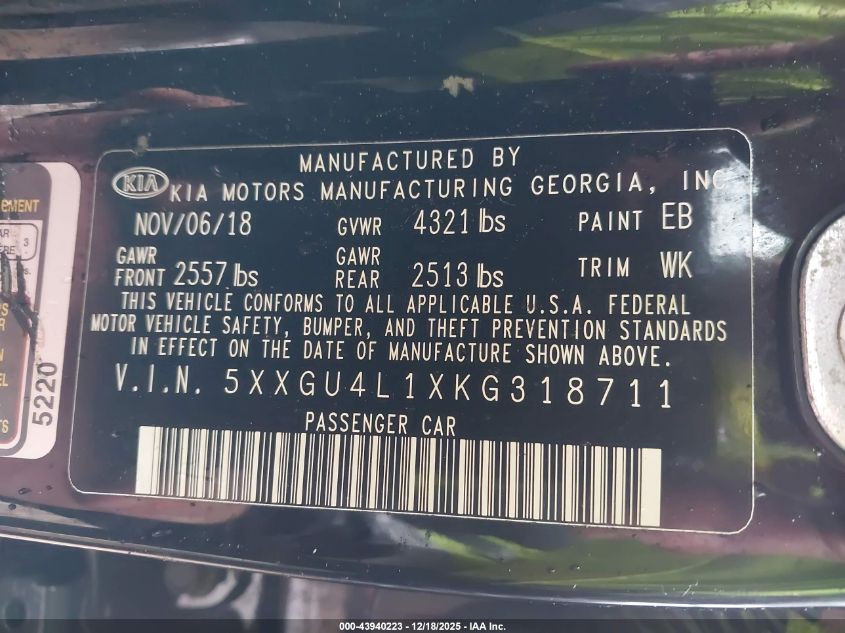 MANUFACTURED BY
KIA KIA MOTORS MANUFACTURING GEORGIA, INC
NOV/06/18 GVWR 4321 lbs PAINT EB
GAWR FRONT 2557 lbs GAWR REAR 2513 lbs TRIM WK
THIS VEHICLE CONFORMS TO ALL APPLICABLE U.S.A. FEDERAL
MOTOR VEHICLE SAFETY, BUMPER, AND THEFT PREVENTION STANDARDS
IN EFFECT ON THE DATE OF MANUFACTURE SHOWN ABOVE.
V.I.N. 5XXGU4L1XKG318711
PASSENGER CAR
5220
000-43940223 - 12/18/2025 - IAA Inc.